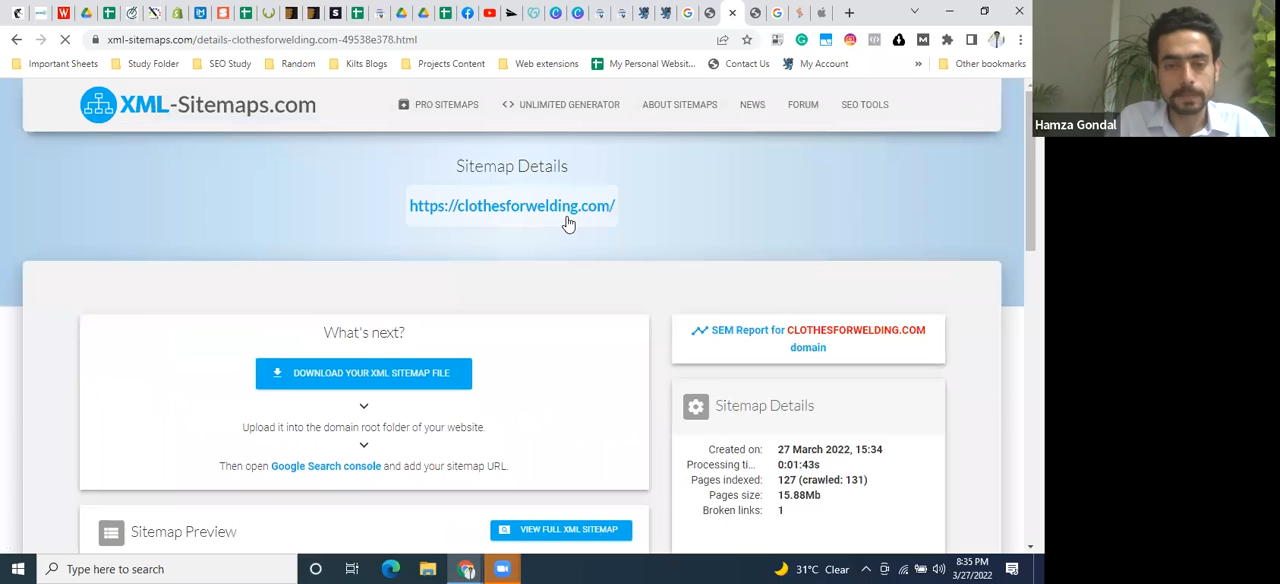 xml-sitemaps.com/details-clothesforwelding.com-49538e378.html
Important Sheets
Study Folder
SEO Study
Random
Kilts Blogs
Projects Content
Web extensions
My Personal Websit...
Contact Us
My Account
»
Other bookmarks
XML-Sitemaps.com
PRO SITEMAPS
UNLIMITED GENERATOR
ABOUT SITEMAPS
NEWS
FORUM
SEO TOOLS
Hamza Gondal
Sitemap Details
https://clothesforwelding.com/
What's next?
DOWNLOAD YOUR XML SITEMAP FILE
Upload it into the domain root folder of your website.
Then open Google Search console and add your sitemap URL.
SEM Report for CLOTHESFORWELDING.COM
domain
Sitemap Details
Created on: 27 March 2022, 15:34
Processing ti... 0:01:43s
Pages indexed: 127 (crawled: 131)
Pages size: 15.88Mb
Broken links: 1
Sitemap Preview
VIEW FULL XML SITEMAP
Type here to search
31°C Clear
8:35 PM
3/27/2022